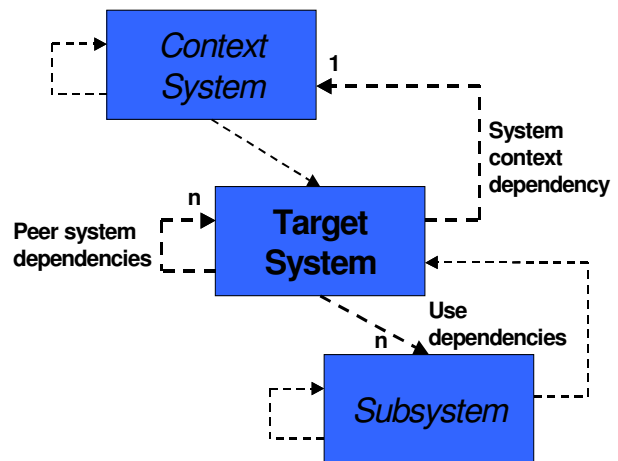 Context
System
1
System
context
dependency
n
Target
System
Peer system
dependencies
Use
dependencies
n
Subsystem